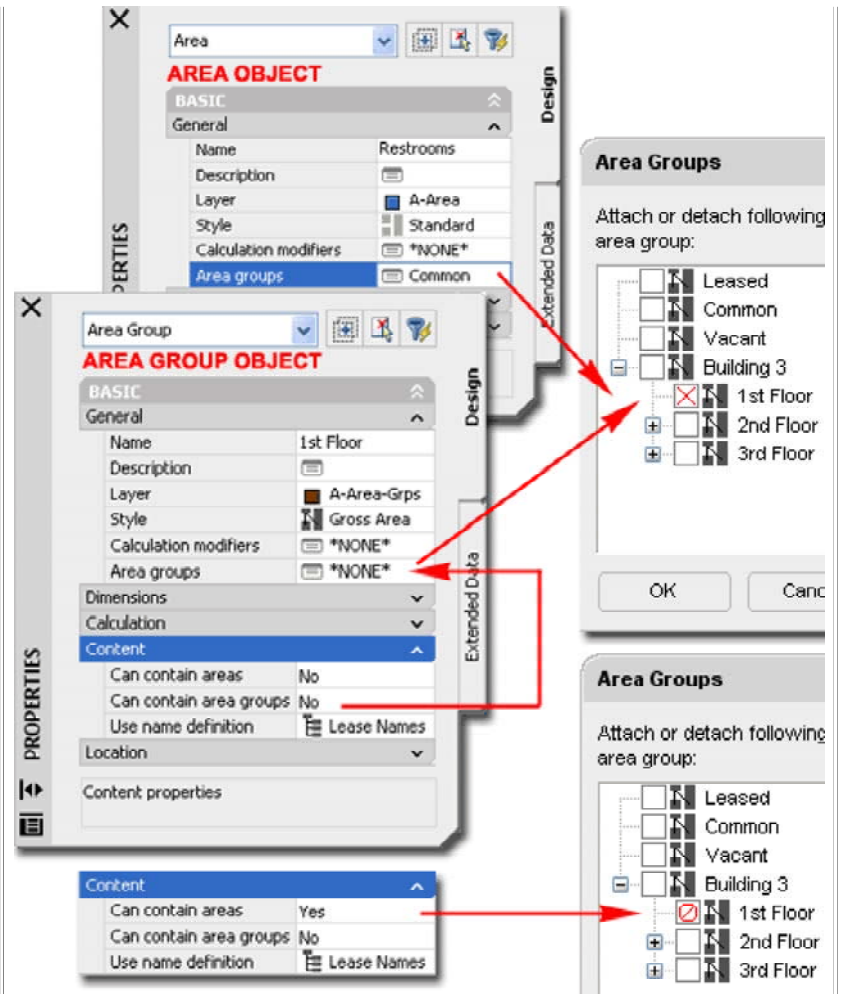 Area
AREA OBJECT
BASIC
General
Name Restrooms
Description
Layer A-Area
Style Standard
Calculation modifiers *NONE*
Area groups Common
Design
Extended Data
PERTIES
Area Group
AREA GROUP OBJECT
BASIC
General
Name 1st Floor
Description
Layer A-Area-Grps
Style Gross Area
Calculation modifiers *NONE*
Area groups *NONE*
Dimensions
Calculation
Content
Can contain areas No
Can contain area groups No
Use name definition Lease Names
Location
Content properties
Design
Extended Data
PROPERTIES
Content
Can contain areas Yes
Can contain area groups No
Use name definition Lease Names
Area Groups
Attach or detach following
area group:
Leased
Common
Vacant
Building 3
1st Floor
2nd Floor
3rd Floor
OK Canc
Area Groups
Attach or detach following
area group:
Leased
Common
Vacant
Building 3
1st Floor
2nd Floor
3rd Floor